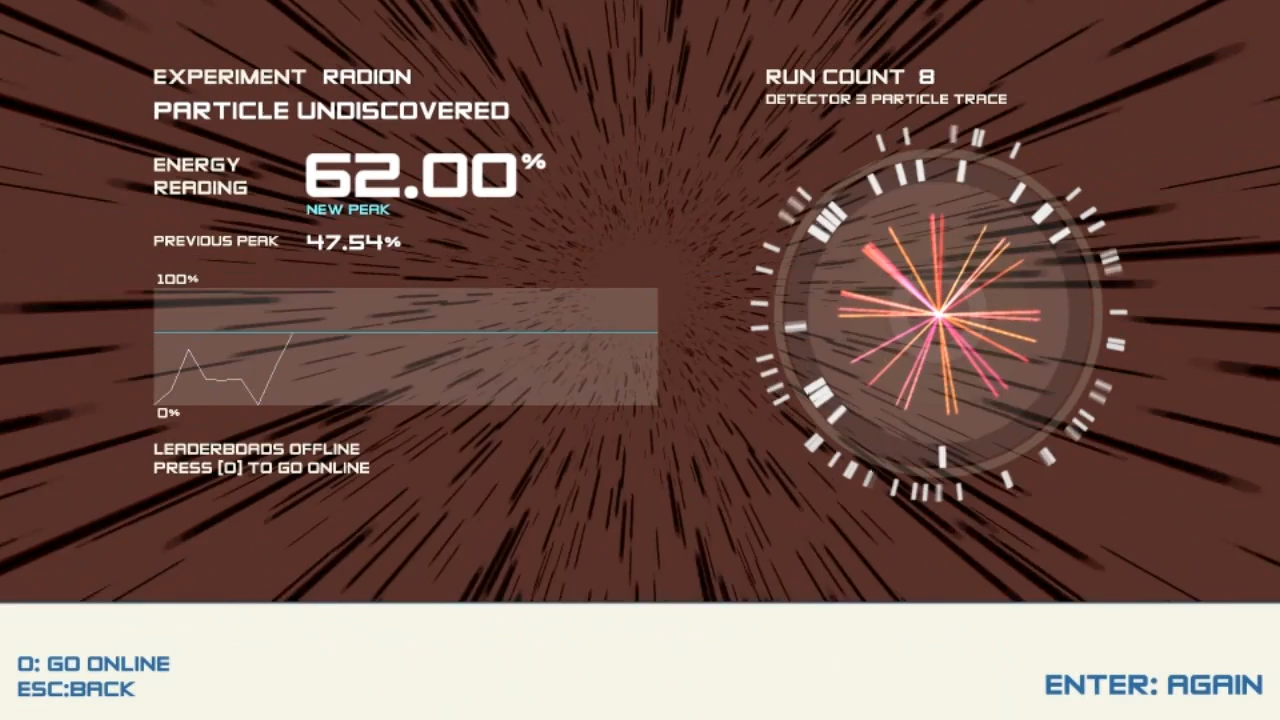 EXPERIMENT RADION
PARTICLE UNDISCOVERED
ENERGY READING
62.00%
NEW PEAK
PREVIOUS PEAK 47.54%
100%
0%
LEADERBOADS OFFLINE
PRESS [O] TO GO ONLINE
RUN COUNT 8
DETECTOR 3 PARTICLE TRACE
O: GO ONLINE
ESC:BACK
ENTER: AGAIN